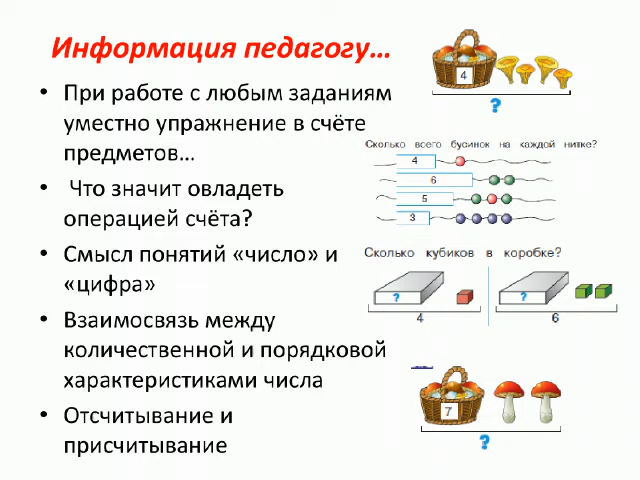 Информация педагогу...
• При работе с любым заданиям
уместно упражнение в счёте
предметов...
• Что значит овладеть
операцией счёта?
• Смысл понятий «число» и
«цифра»
• Взаимосвязь между
количественной и порядковой
характеристиками числа
• Отсчитывание и
присчитывание
4
?
Сколько всего бусинок на каждой нитке?
4
6
5
3
Сколько кубиков в коробке?
? ?
4 6
7
?